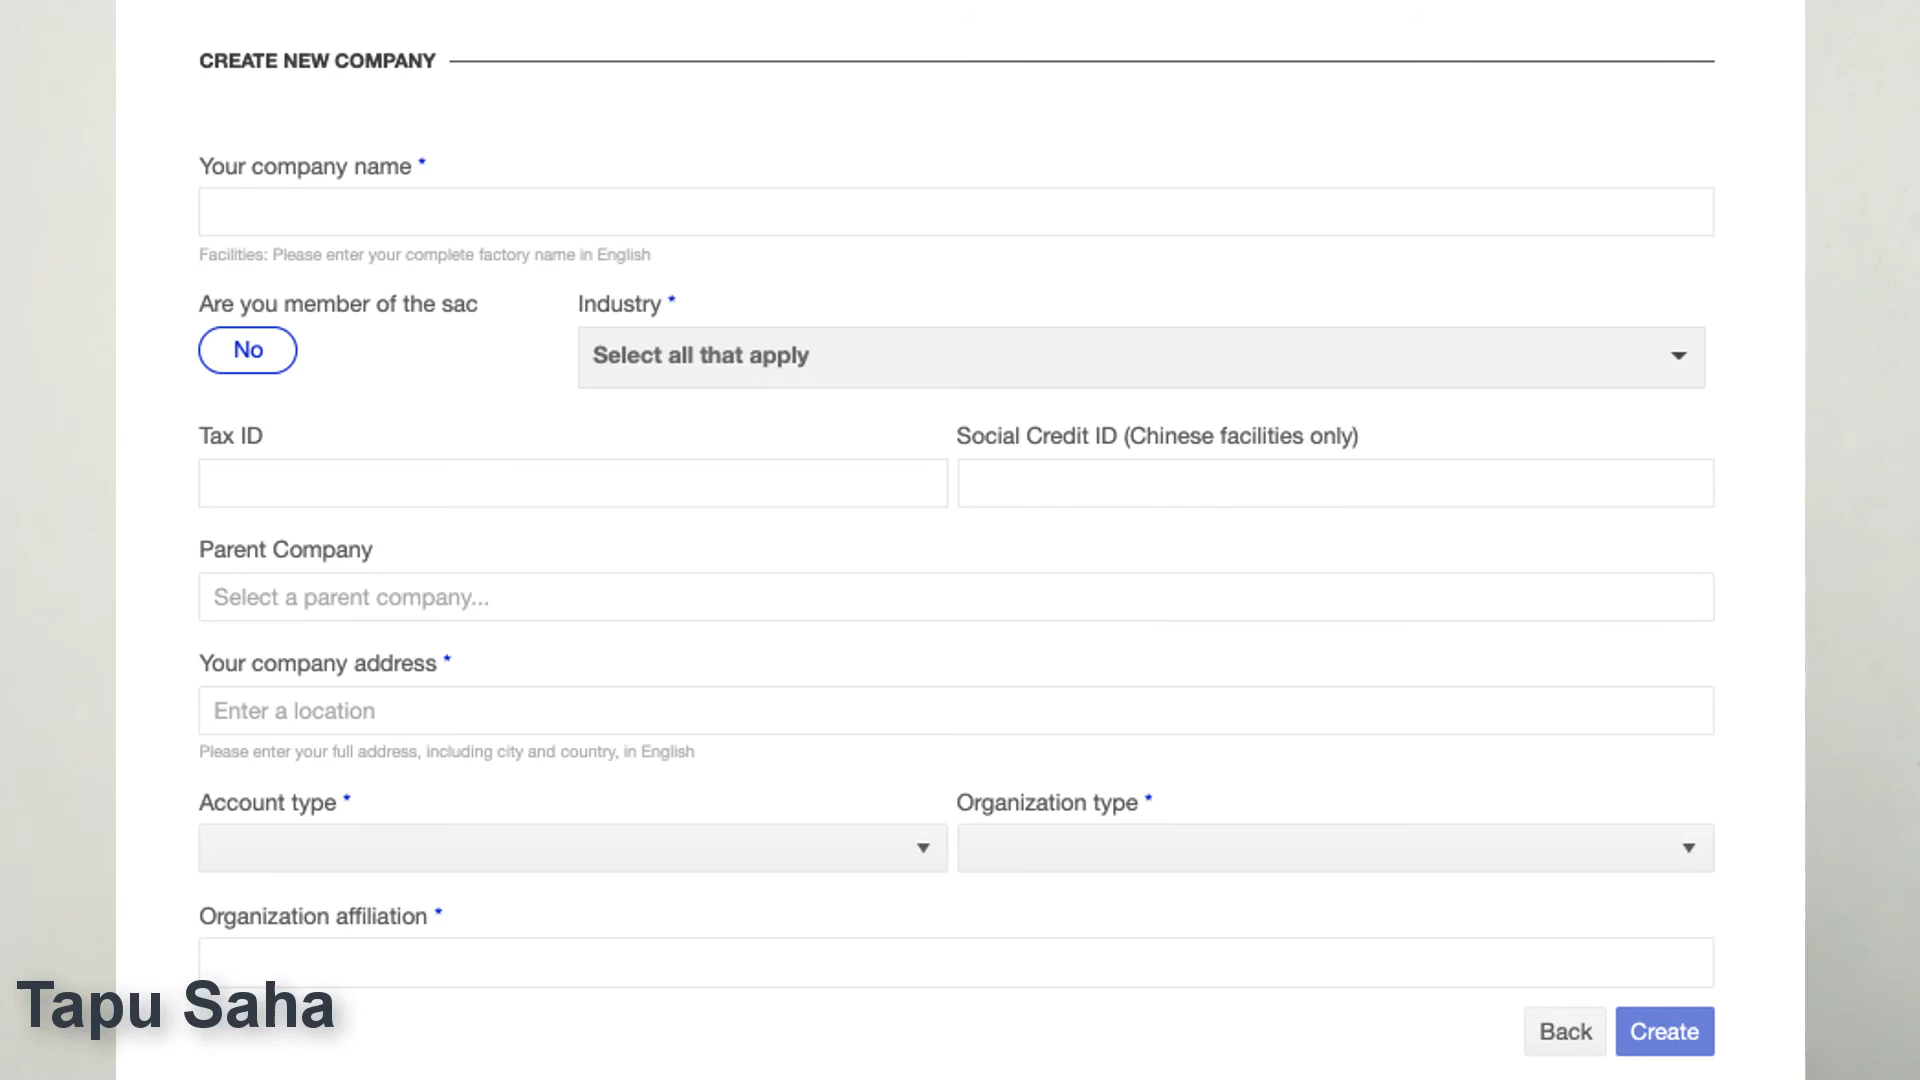 CREATE NEW COMPANY
Your company name *
Facilities: Please enter your complete factory name in English
Are you member of the sac
Industry *
No
Select all that apply
Tax ID
Social Credit ID (Chinese facilities only)
Parent Company
Select a parent company...
Your company address *
Enter a location
Please enter your full address, including city and country, in English
Account type *
Organization type *
Organization affiliation *
Tapu Saha
Back
Create